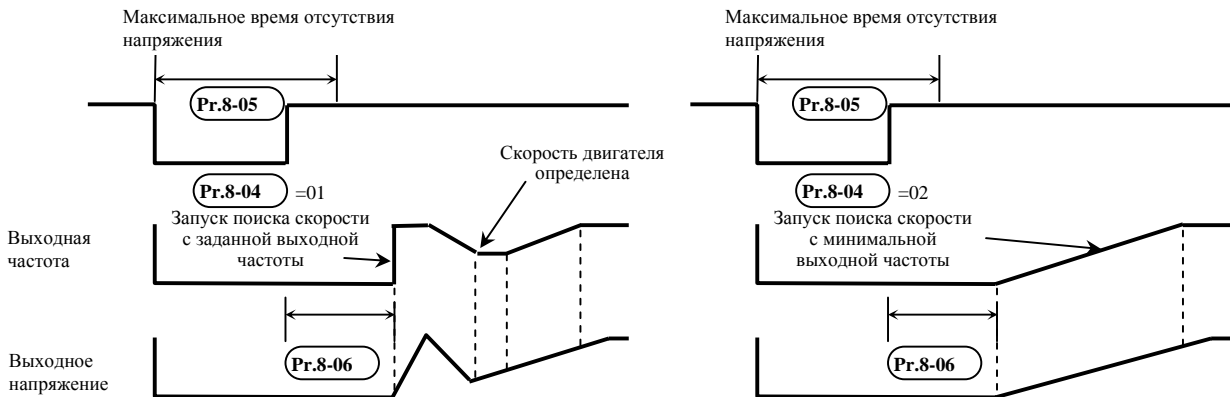 Максимальное время отсутствия
напряжения
Pr.8-05
Pr.8-04 =01
Скорость двигателя
определена
Запуск поиска скорости
с заданной выходной
частоты
Выходная
частота
Pr.8-06
Выходное
напряжение
Максимальное время отсутствия
напряжения
Pr.8-05
Pr.8-04 =02
Запуск поиска скорости
с минимальной
выходной частоты
Pr.8-06